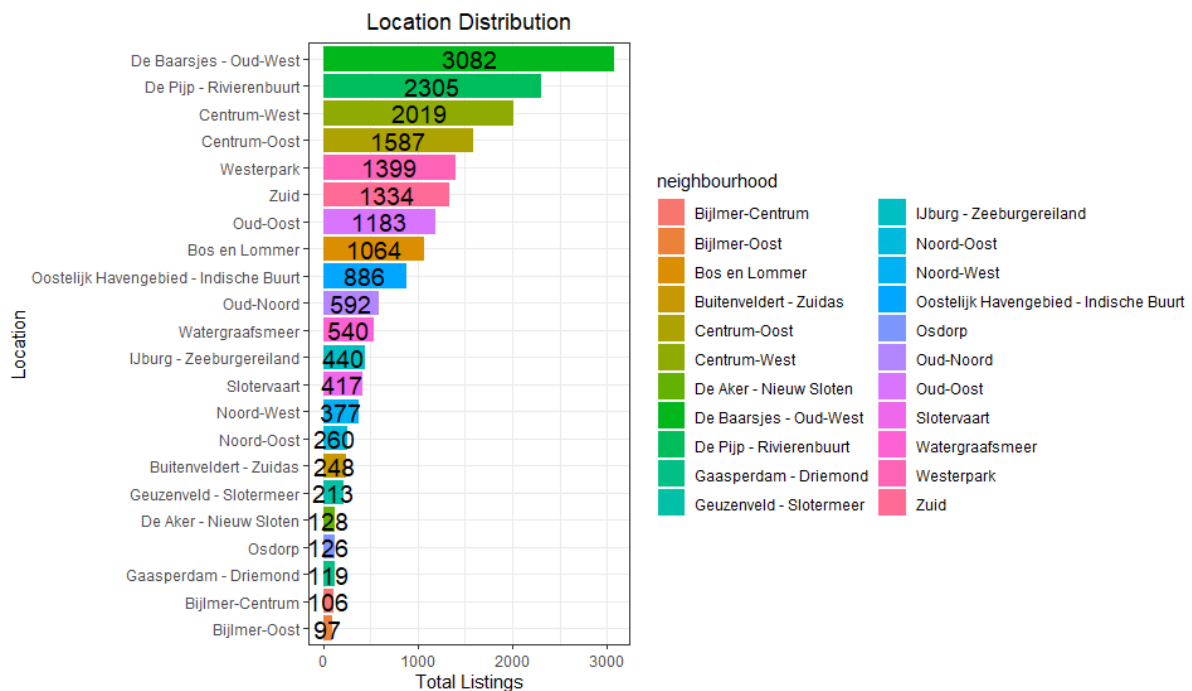 Location Distribution
De Baarsjes - Oud-West 3082
De Pijp - Rivierenbuurt 2305
Centrum-West 2019
Centrum-Oost 1587
Westerpark 1399
Zuid 1334
Oud-Oost 1183
Bos en Lommer 1064
Oostelijk Havengebied - Indische Buurt 886
Oud-Noord 592
Watergraafsmeer 540
IJburg - Zeeburgereiland 440
Slotervaart 417
Noord-West 377
Noord-Oost 260
Buitenveldert - Zuidas 248
Geuzenveld - Slotermeer 213
De Aker - Nieuw Sloten 128
Osdorp 126
Gaasperdam - Driemond 119
Bijlmer-Centrum 106
Bijlmer-Oost 97
0 1000 2000 3000
Total Listings
Location
neighbourhood
Bijlmer-Centrum
Bijlmer-Oost
Bos en Lommer
Buitenveldert - Zuidas
Centrum-Oost
Centrum-West
De Aker - Nieuw Sloten
De Baarsjes - Oud-West
De Pijp - Rivierenbuurt
Gaasperdam - Driemond
Geuzenveld - Slotermeer
IJburg - Zeeburgereiland
Noord-Oost
Noord-West
Oostelijk Havengebied - Indische Buurt
Osdorp
Oud-Noord
Oud-Oost
Slotervaart
Watergraafsmeer
Westerpark
Zuid